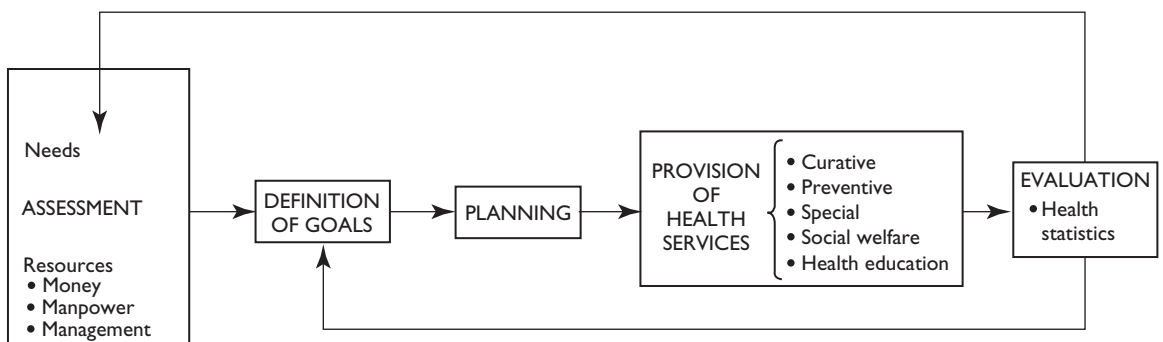 Needs
ASSESSMENT
Resources
• Money
• Manpower
• Management
DEFINITION
OF GOALS
PLANNING
PROVISION
OF
HEALTH
SERVICES
• Curative
• Preventive
• Special
• Social welfare
• Health education
EVALUATION
• Health
statistics